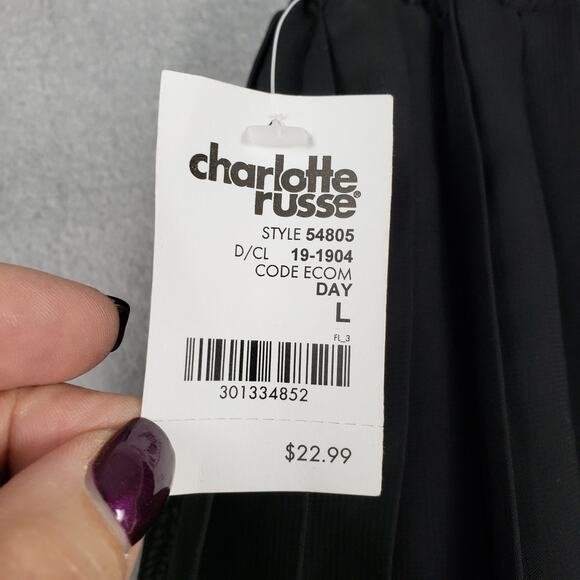 charlotte
russe®
STYLE 54805
D/CL 19-1904
CODE ECOM
DAY
L
FL_3
301334852
$22.99